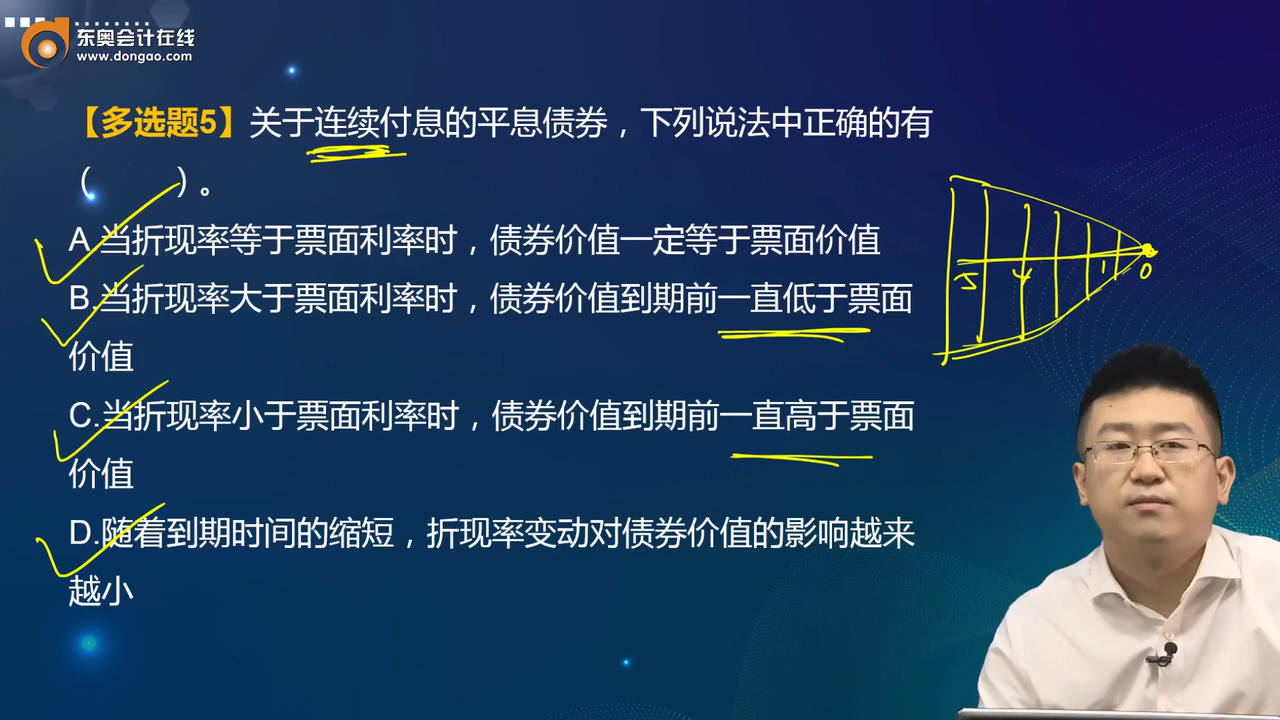 东奥会计在线
www.dongao.com
【多选题5】关于连续付息的平息债券，下列说法中正确的有
（ ）。
A.当折现率等于票面利率时，债券价值一定等于票面价值
B.当折现率大于票面利率时，债券价值到期前一直低于票面
价值
C.当折现率小于票面利率时，债券价值到期前一直高于票面
价值
D.随着到期时间的缩短，折现率变动对债券价值的影响越来
越小
5 4 1 0